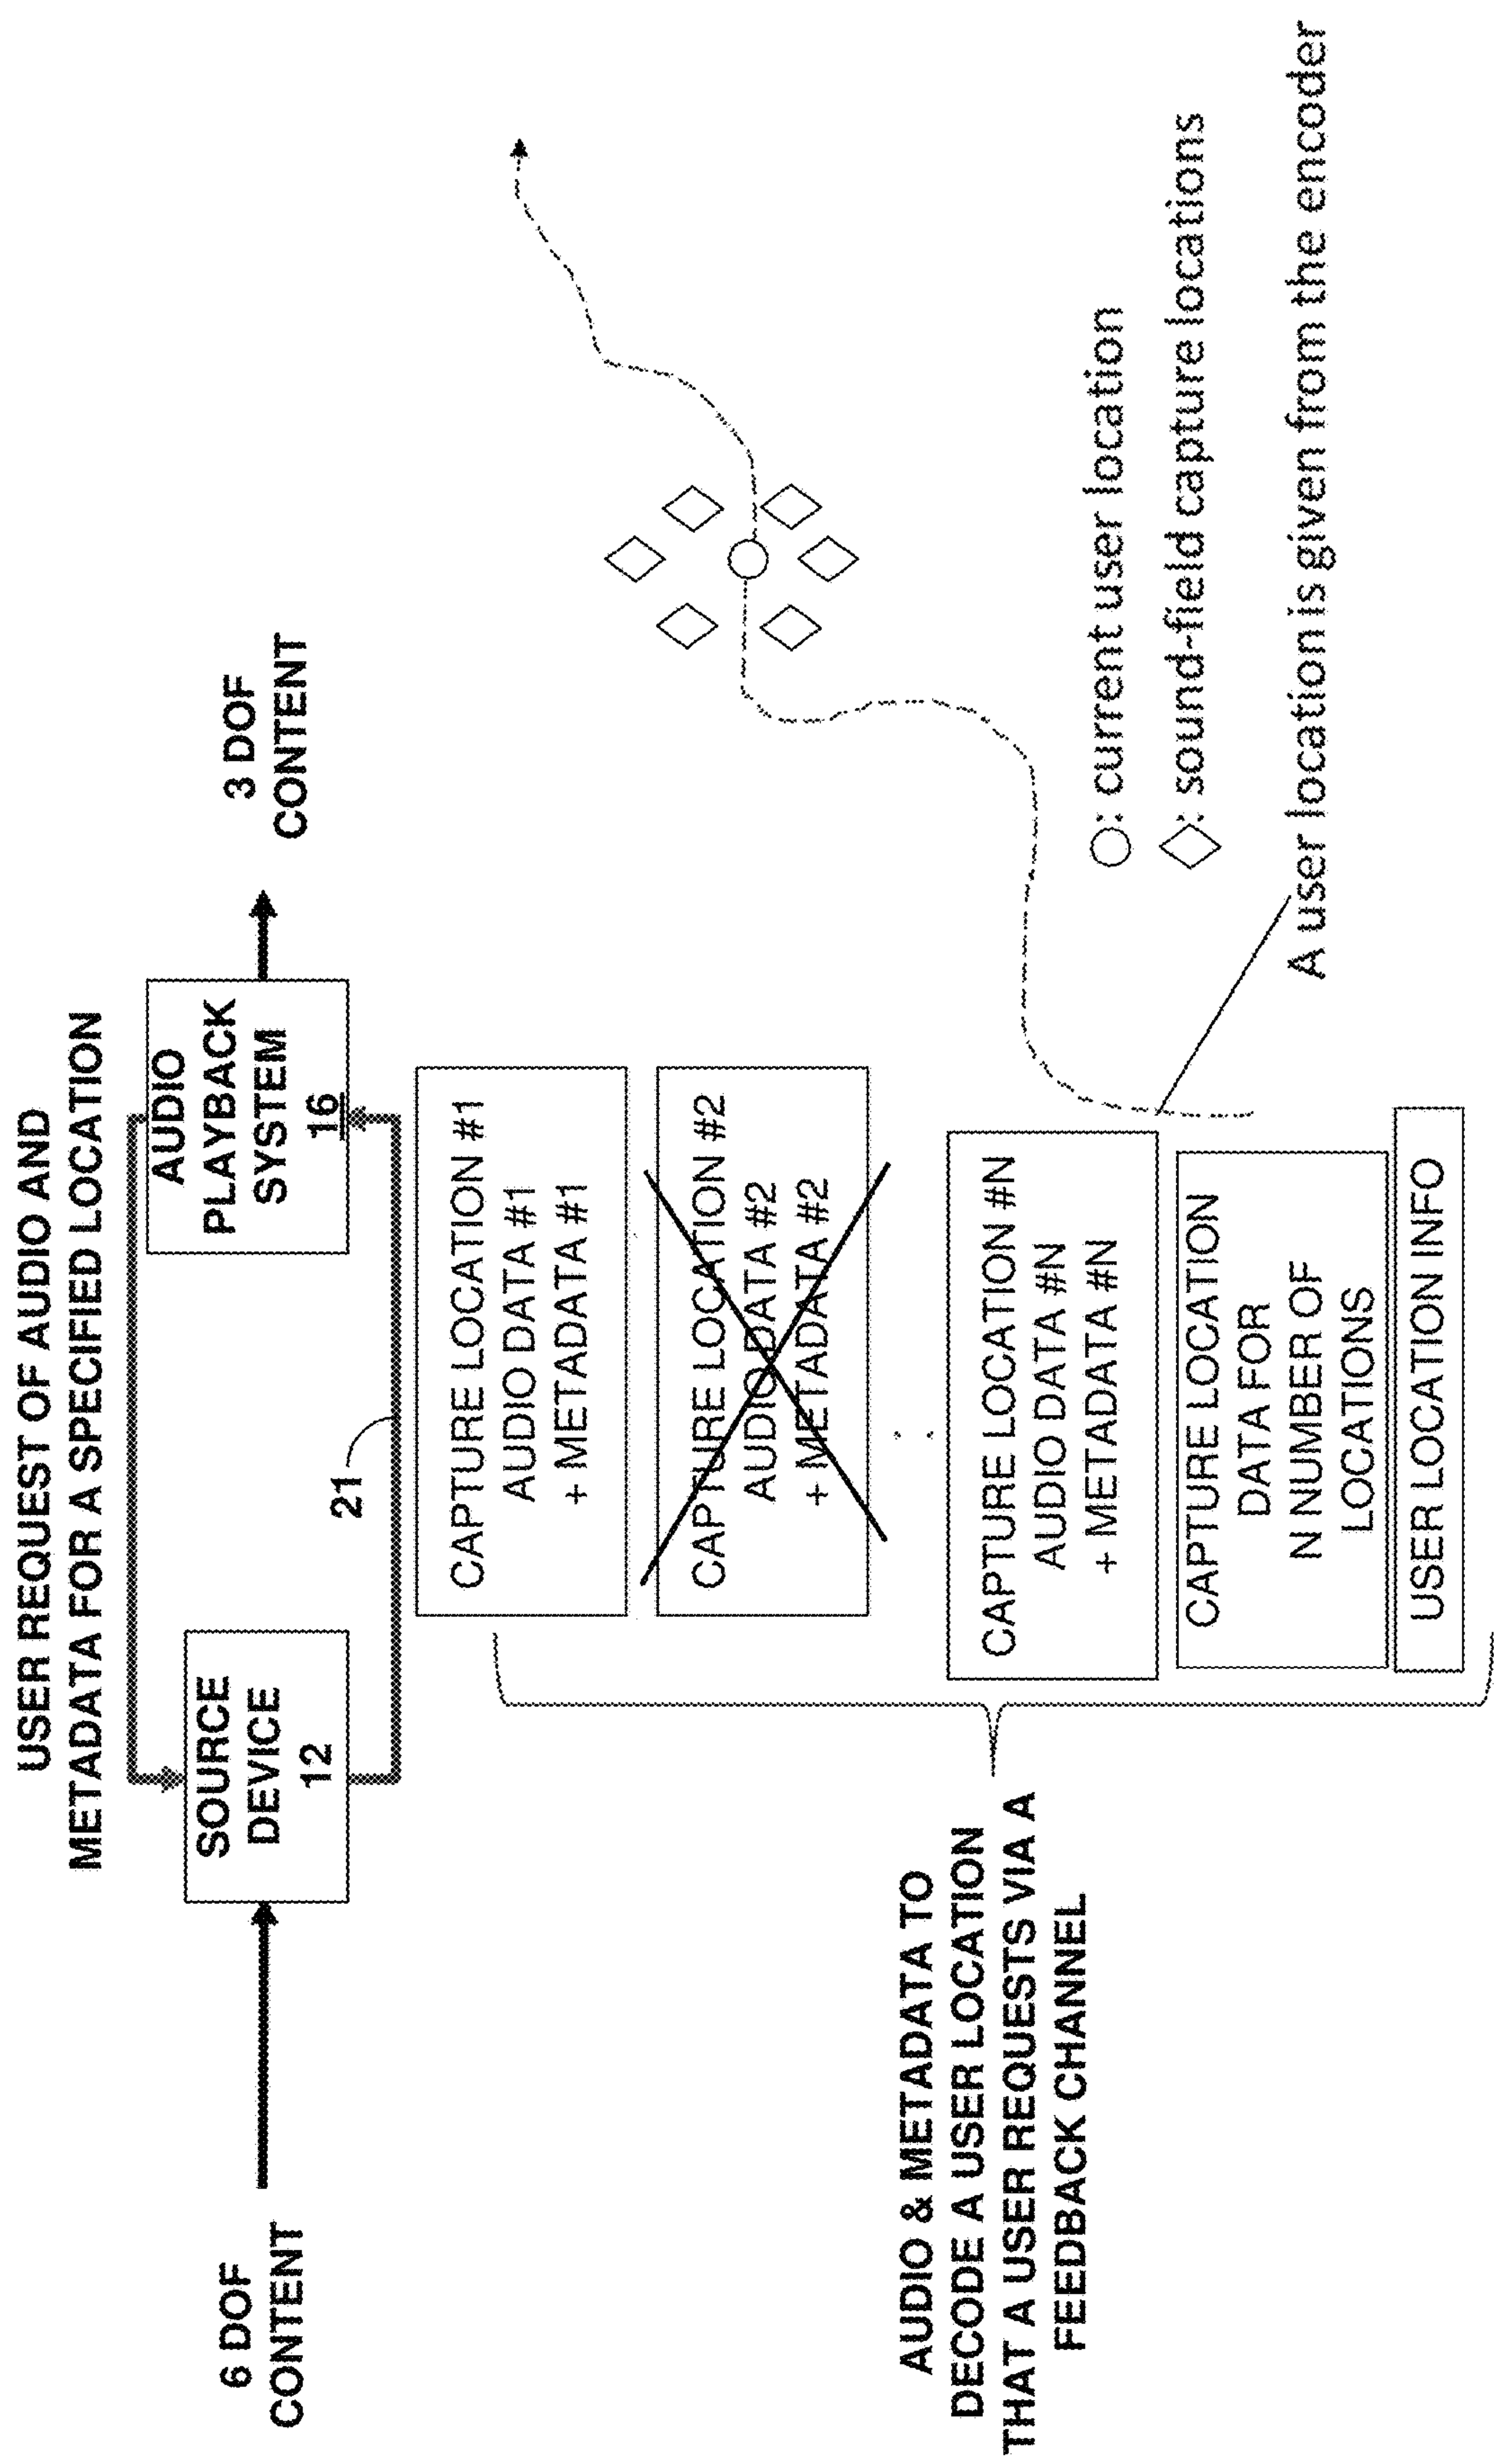 USER REQUEST OF AUDIO AND
METADATA FOR A SPECIFIED LOCATION
6 DOF
CONTENT
SOURCE
DEVICE
12
21
AUDIO
PLAYBACK
SYSTEM
16
3 DOF
CONTENT
AUDIO & METADATA TO
DECODE A USER LOCATION
THAT A USER REQUESTS VIA A
FEEDBACK CHANNEL
CAPTURE LOCATION #1
AUDIO DATA #1
+ METADATA #1
CAPTURE LOCATION #2
AUDIO DATA #2
+ METADATA #2
CAPTURE LOCATION #N
AUDIO DATA #N
+ METADATA #N
CAPTURE LOCATION
DATA FOR
N NUMBER OF
LOCATIONS
USER LOCATION INFO
: current user location
: sound-field capture locations
A user location is given from the encoder